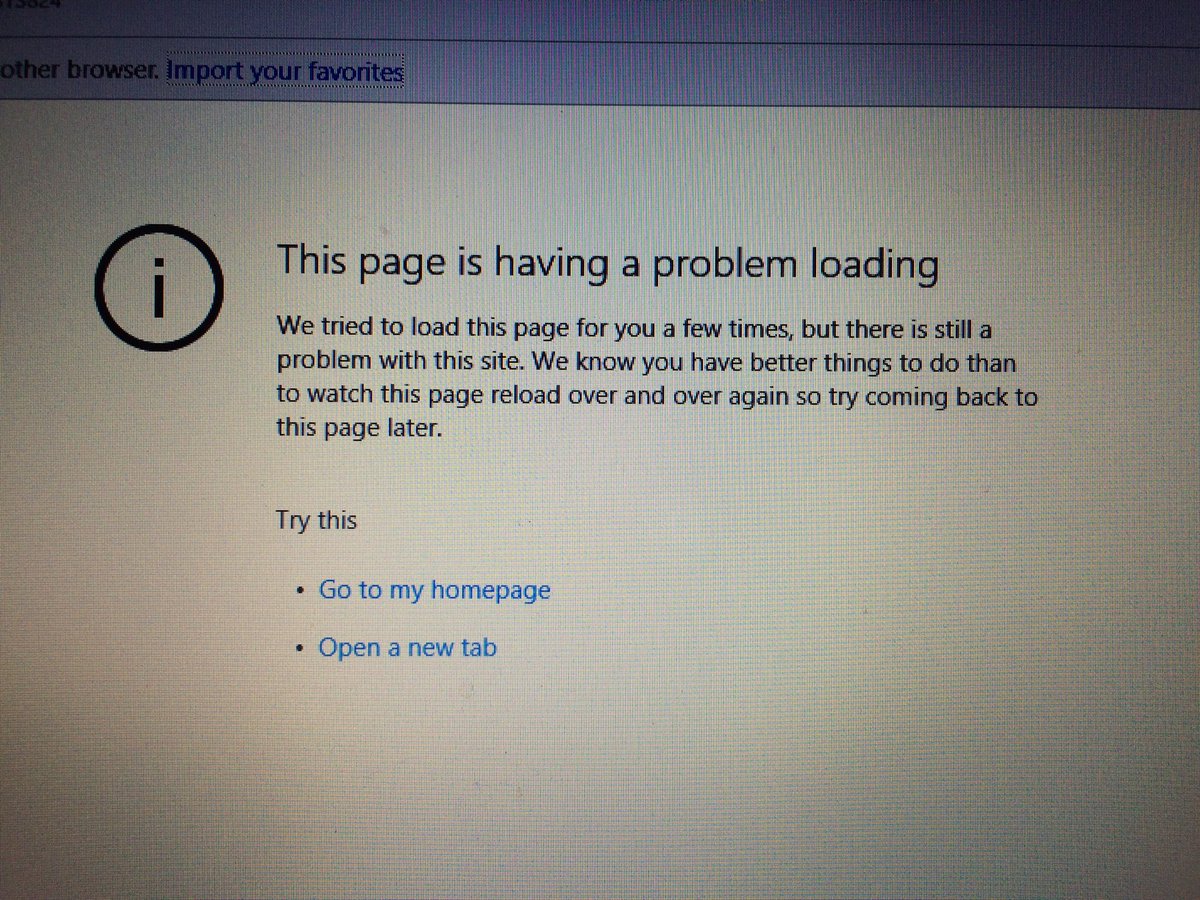 other browser. Import your favorites
This page is having a problem loading
We tried to load this page for you a few times, but there is still a
problem with this site. We know you have better things to do than
to watch this page reload over and over again so try coming back to
this page later.
Try this
• Go to my homepage
• Open a new tab